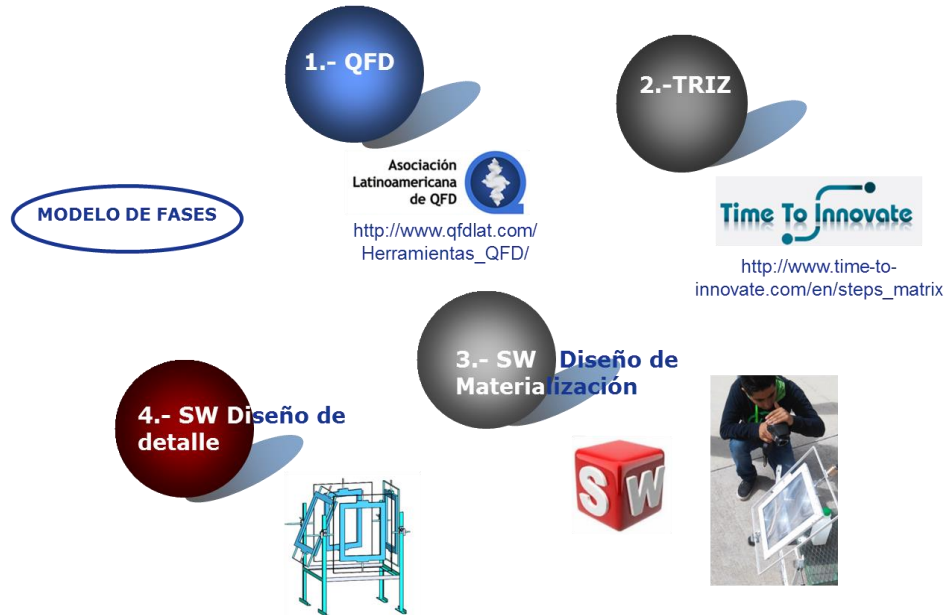 1.- QFD
2.-TRIZ
Asociación
Latinoamericana
de QFD
MODELO DE FASES
http://www.qfdlat.com/
Herramientas_QFD/
Time To Innovate
http://www.time-to-
innovate.com/en/steps_matrix
3.- SW Diseño de
Materialización
4.- SW Diseño de
detalle
SW